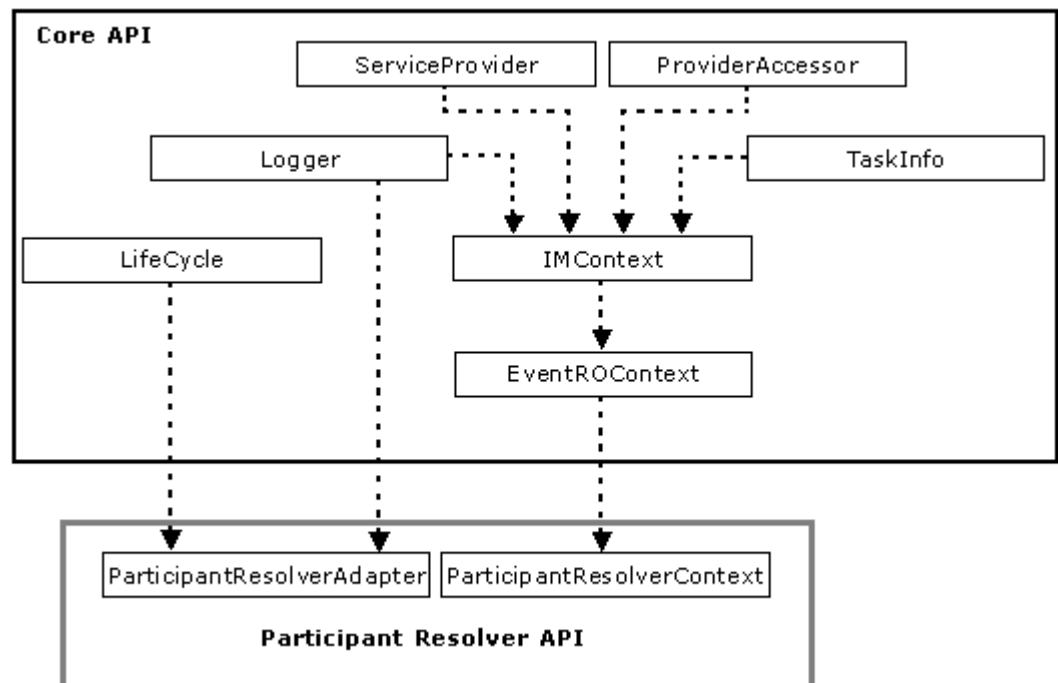 Core API
ServiceProvider
ProviderAccessor
Logger
TaskInfo
LifeCycle
IMContext
EventROContext
ParticipantResolverAdapter
ParticipantResolverContext
Participant Resolver API